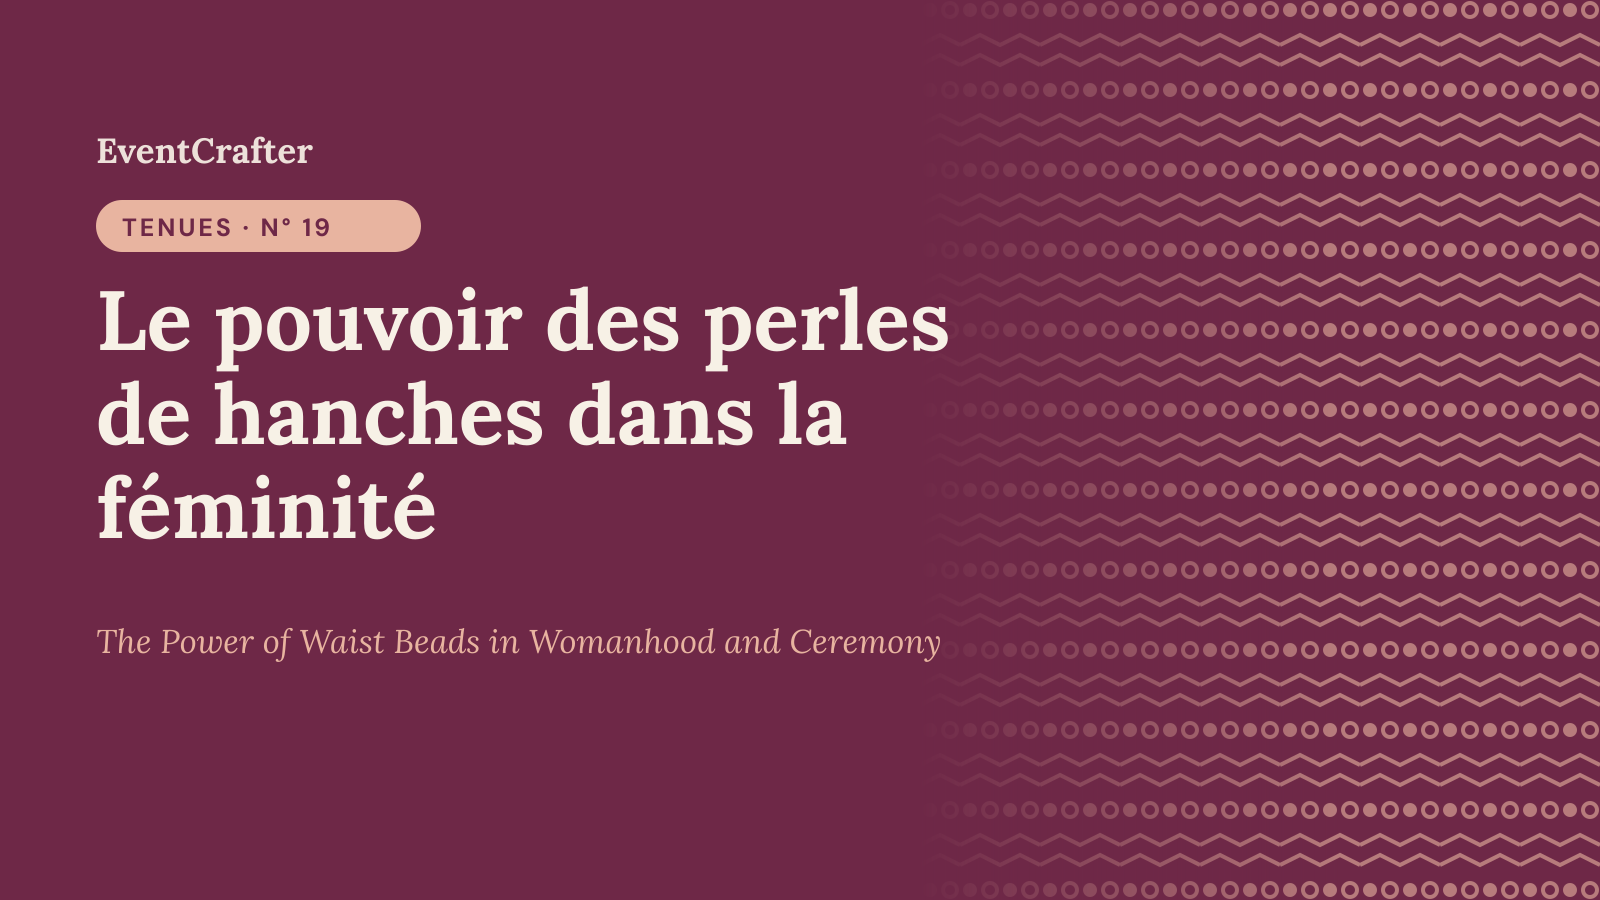 EventCrafter
TENUES · N° 19
Le pouvoir des perles
de hanches dans la
féminité
The Power of Waist Beads in Womanhood and Ceremony